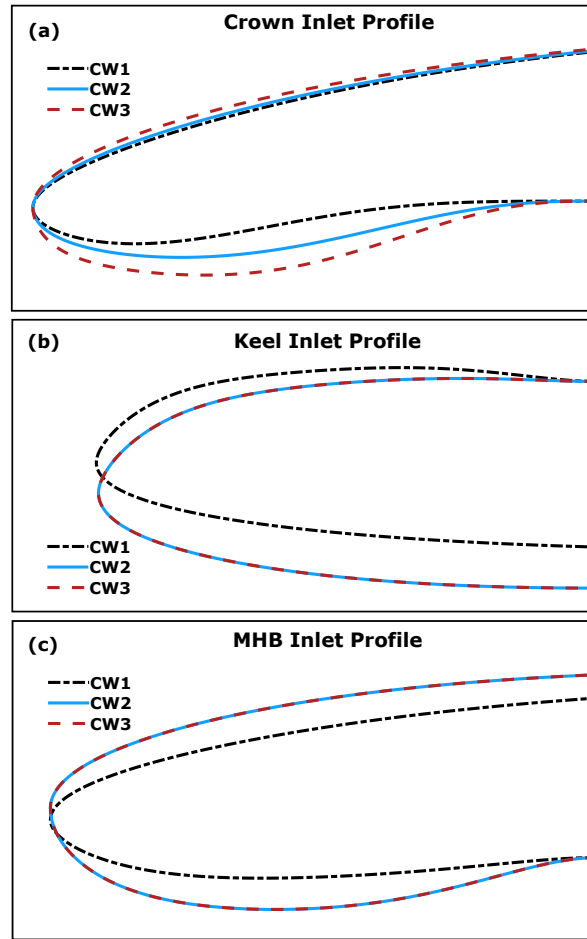 (a)
Crown Inlet Profile
CW1
CW2
CW3
(b)
Keel Inlet Profile
CW1
CW2
CW3
(c)
MHB Inlet Profile
CW1
CW2
CW3